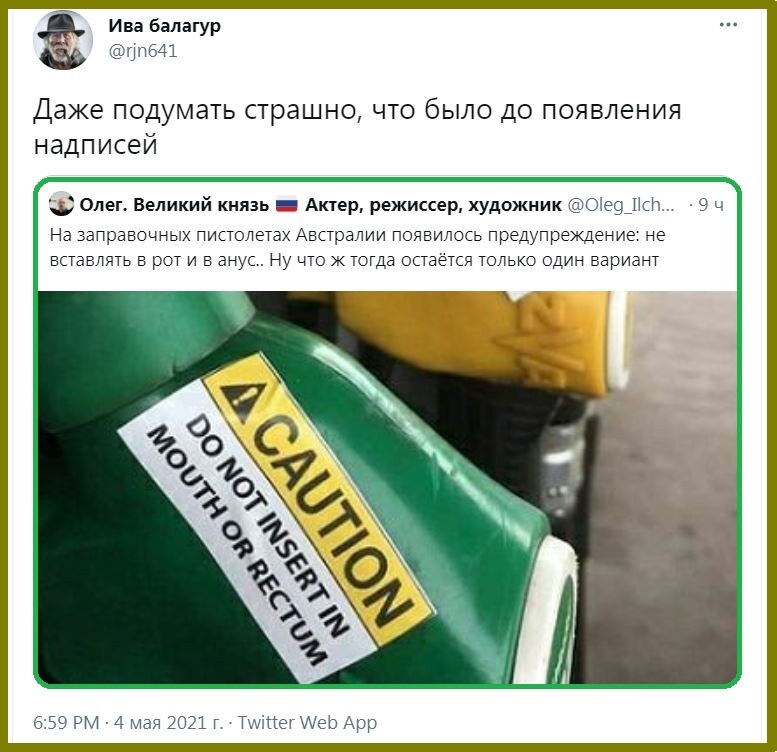 Ива балагур
@rjn641
Даже подумать страшно, что было до появления
надписей
Олег. Великий князь 🇷🇺 Актер, режиссер, художник @Oleg_Ilch... · 9 ч
На заправочных пистолетах Австралии появилось предупреждение: не
вставлять в рот и в анус.. Ну что ж тогда остаётся только один вариант
CAUTION
DO NOT INSERT IN
MOUTH OR RECTUM
6:59 PM · 4 мая 2021 г. · Twitter Web App